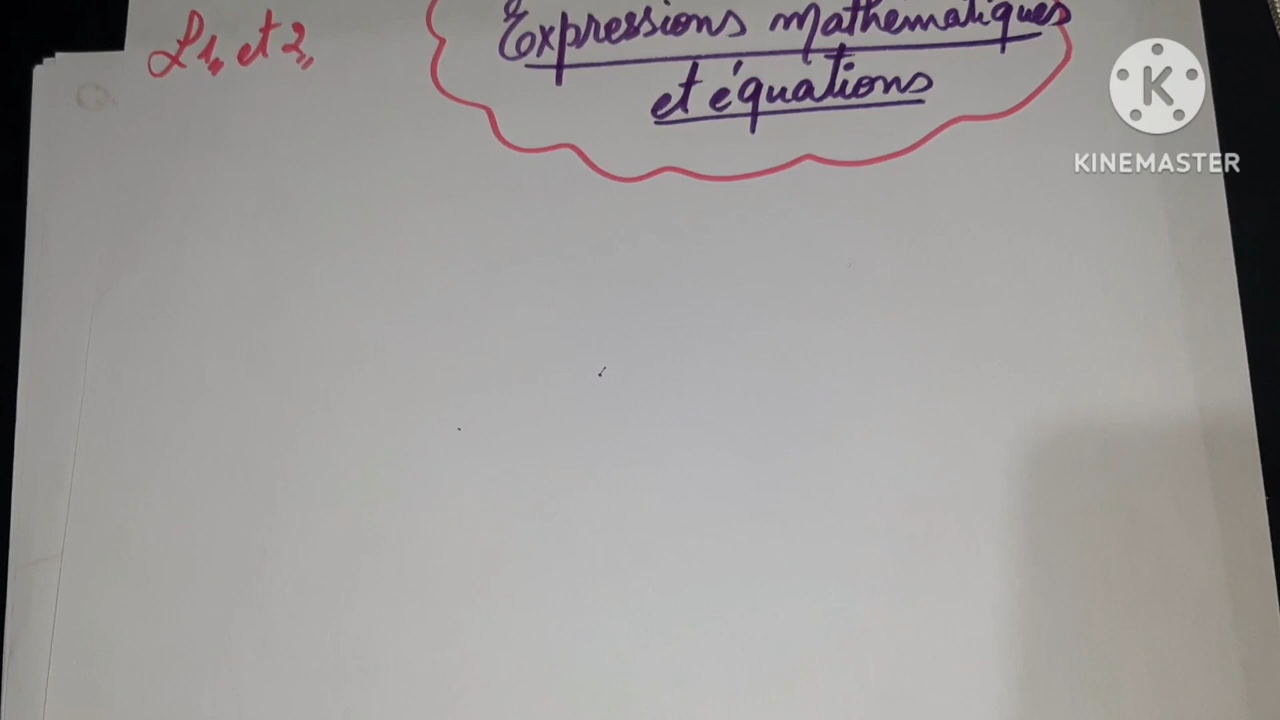 L1,, et 2,,
Expressions mathématiques
et équations
K
KINEMASTER